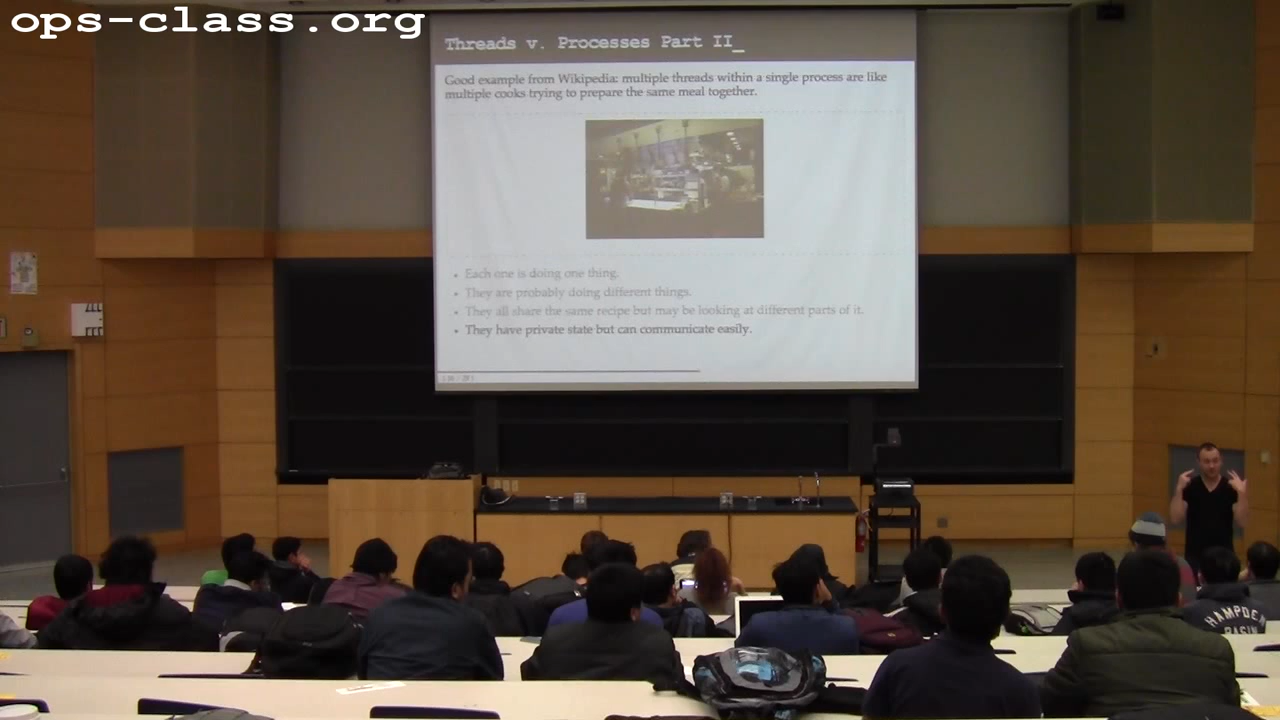 ops-class.org
Threads v. Processes Part II_
Good example from Wikipedia: multiple threads within a single process are like
multiple cooks trying to prepare the same meal together.
• Each one is doing one thing.
• They are probably doing different things.
• They all share the same recipe but may be looking at different parts of it.
• They have private state but can communicate easily.
HAMPDEN
BASIN